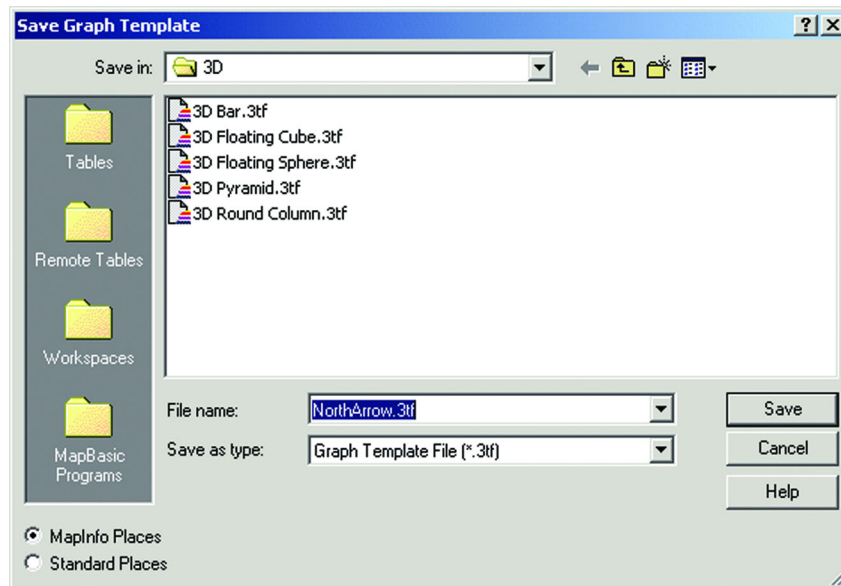 Save Graph Template
Save in: 3D
Tables
Remote Tables
Workspaces
MapBasic
Programs
3D Bar.3tf
3D Floating Cube.3tf
3D Floating Sphere.3tf
3D Pyramid.3tf
3D Round Column.3tf
File name: NorthArrow.3tf Save
Save as type: Graph Template File (*.3tf) Cancel
Help
MapInfo Places
Standard Places